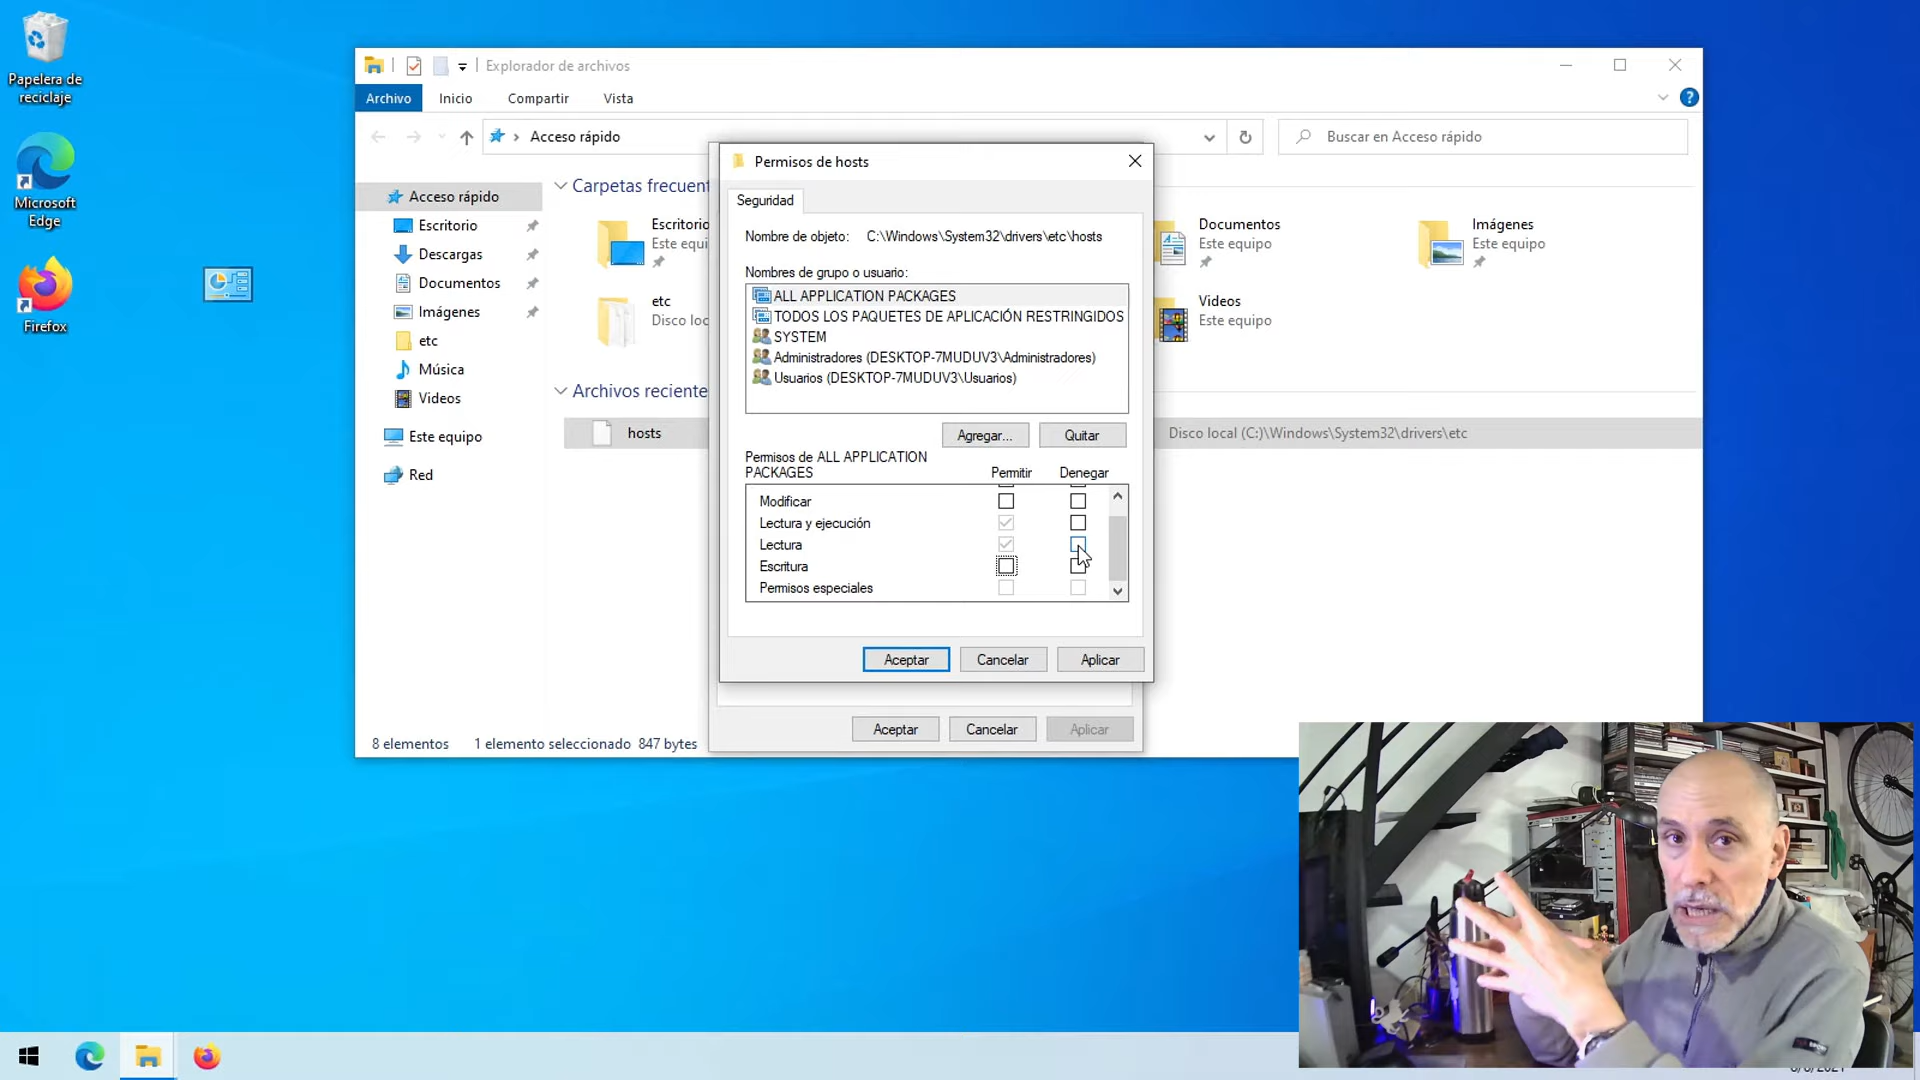 Papelera de
reciclaje
Microsoft
Edge
Firefox
Explorador de archivos
Archivo
Inicio
Compartir
Vista
Acceso rápido
Buscar en Acceso rápido
Acceso rápido
Escritorio
Descargas
Documentos
Imágenes
etc
Música
Videos
Este equipo
Red
Carpetas frecuent
Escritorio
Este equi
etc
Disco loc
Documentos
Este equipo
Imágenes
Este equipo
Videos
Este equipo
Archivos reciente
hosts
Disco local (C:)\Windows\System32\drivers\etc
8 elementos
1 elemento seleccionado 847 bytes
Permisos de hosts
Seguridad
Nombre de objeto: C:\Windows\System32\drivers\etc\hosts
Nombres de grupo o usuario:
ALL APPLICATION PACKAGES
TODOS LOS PAQUETES DE APLICACIÓN RESTRINGIDOS
SYSTEM
Administradores (DESKTOP-7MUDUV3\Administradores)
Usuarios (DESKTOP-7MUDUV3\Usuarios)
Agregar...
Quitar
Permisos de ALL APPLICATION
PACKAGES
Permitir
Denegar
Modificar
Lectura y ejecución
Lectura
Escritura
Permisos especiales
Aceptar
Cancelar
Aplicar
Aceptar
Cancelar
Aplicar